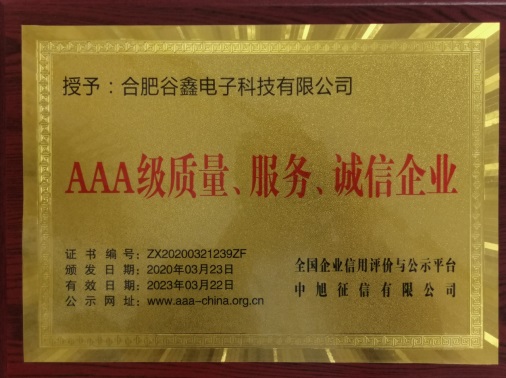 授予：合肥谷鑫电子科技有限公司
AAA级质量、服务、诚信企业
证书编号：ZX20200321239ZF
颁发日期：2020年03月23日
有效日期：2023年03月22日
公示网址：www.aaa-china.org.cn
全国企业信用评价与公示平台
中旭征信有限公司